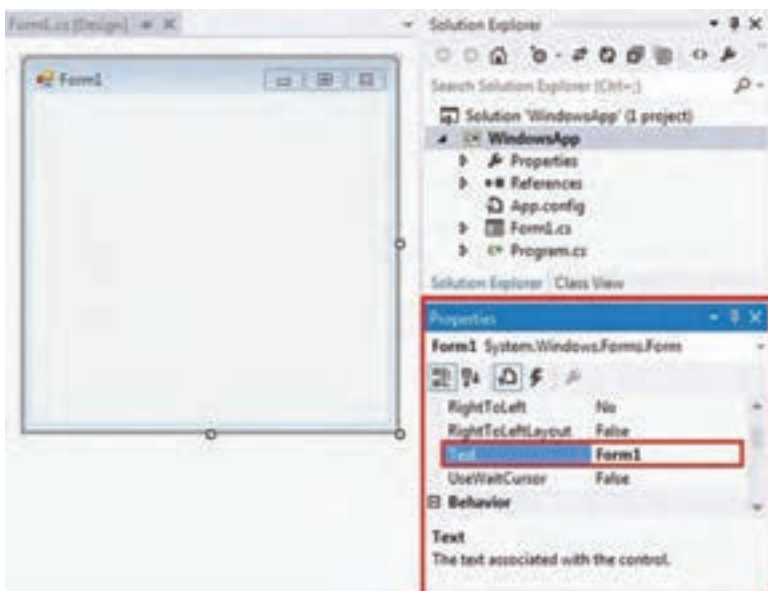 Form1.cs [Design]
Form1
Solution Explorer
Search Solution Explorer (Ctrl+;)
Solution 'WindowsApp' (1 project)
WindowsApp
Properties
References
App.config
Form1.cs
Program.cs
Solution Explorer Class View
Properties
Form1 System.Windows.Forms.Form
RightToLeft No
RightToLeftLayout False
Text Form1
UseWaitCursor False
Behavior
Text
The text associated with the control.